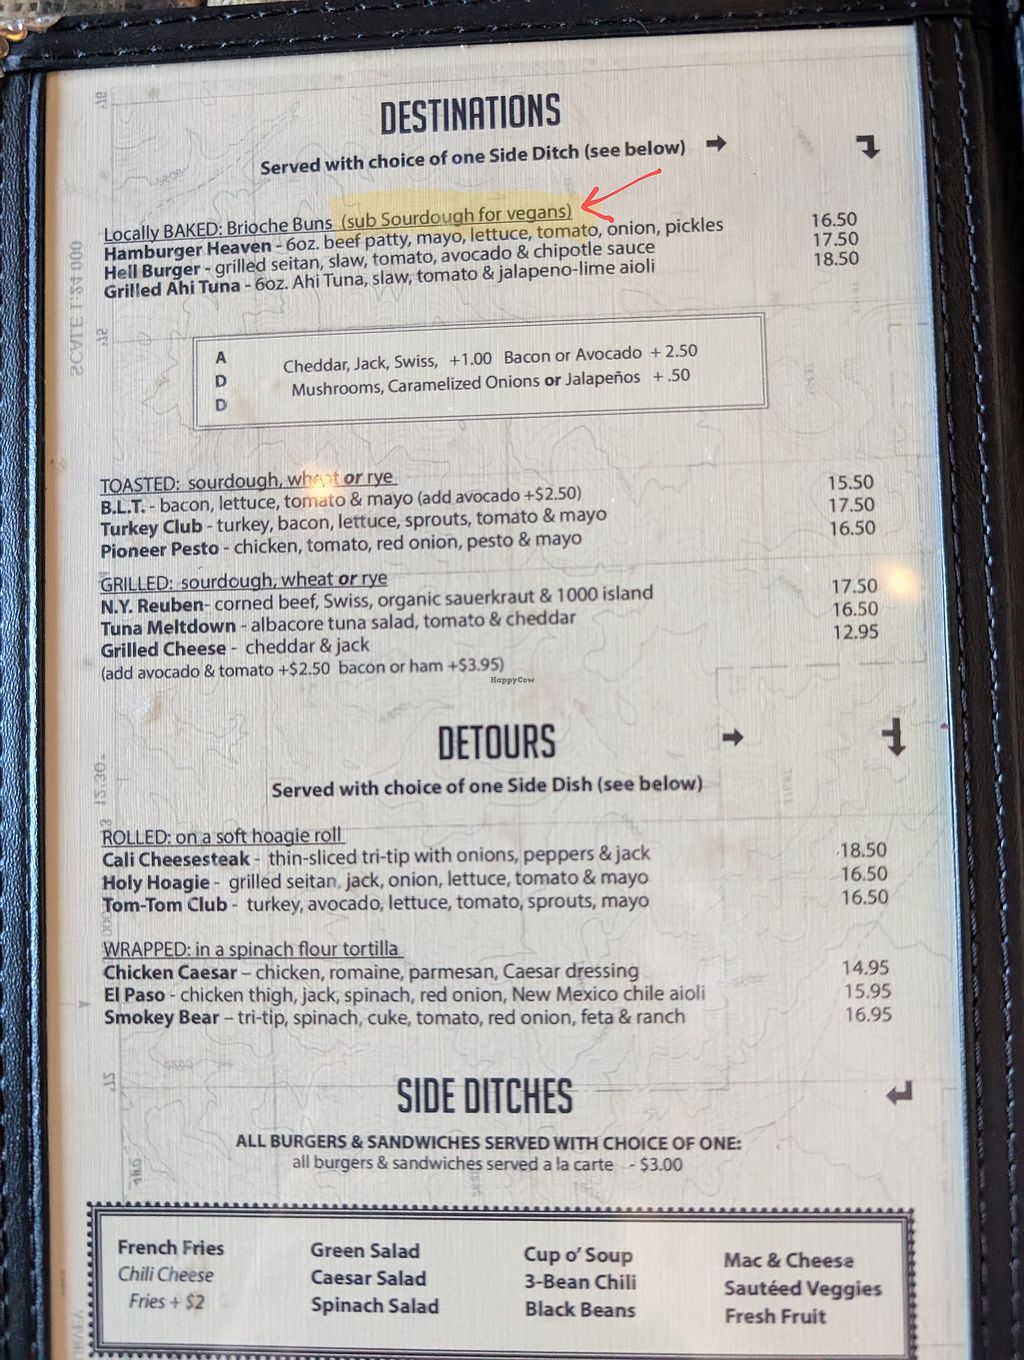 DESTINATIONS
Served with choice of one Side Ditch (see below)
Locally BAKED: Brioche Buns (sub Sourdough for vegans)
Hamburger Heaven - 6oz. beef patty, mayo, lettuce, tomato, onion, pickles 16.50
Hell Burger - grilled seitan, slaw, tomato, avocado & chipotle sauce 17.50
Grilled Ahi Tuna - 6oz. Ahi Tuna, slaw, tomato & jalapeno-lime aioli 18.50
SCALE 1:24 000
ADD
Cheddar, Jack, Swiss, +1.00 Bacon or Avocado + 2.50
Mushrooms, Caramelized Onions or Jalapeños + .50
TOASTED: sourdough, wheat or rye
B.L.T. - bacon, lettuce, tomato & mayo (add avocado +$2.50) 15.50
Turkey Club - turkey, bacon, lettuce, sprouts, tomato & mayo 17.50
Pioneer Pesto - chicken, tomato, red onion, pesto & mayo 16.50
GRILLED: sourdough, wheat or rye
N.Y. Reuben- corned beef, Swiss, organic sauerkraut & 1000 island 17.50
Tuna Meltdown - albacore tuna salad, tomato & cheddar 16.50
Grilled Cheese - cheddar & jack 12.95
(add avocado & tomato +$2.50 bacon or ham +$3.95)
HappyCow
DETOURS
Served with choice of one Side Dish (see below)
ROLLED: on a soft hoagie roll
Cali Cheesesteak - thin-sliced tri-tip with onions, peppers & jack 18.50
Holy Hoagie - grilled seitan, jack, onion, lettuce, tomato & mayo 16.50
Tom-Tom Club - turkey, avocado, lettuce, tomato, sprouts, mayo 16.50
WRAPPED: in a spinach flour tortilla
Chicken Caesar – chicken, romaine, parmesan, Caesar dressing 14.95
El Paso - chicken thigh, jack, spinach, red onion, New Mexico chile aioli 15.95
Smokey Bear – tri-tip, spinach, cuke, tomato, red onion, feta & ranch 16.95
SIDE DITCHES
ALL BURGERS & SANDWICHES SERVED WITH CHOICE OF ONE:
all burgers & sandwiches served a la carte - $3.00
French Fries
Chili Cheese
Fries + $2
Green Salad
Caesar Salad
Spinach Salad
Cup o' Soup
3-Bean Chili
Black Beans
Mac & Cheese
Sautéed Veggies
Fresh Fruit